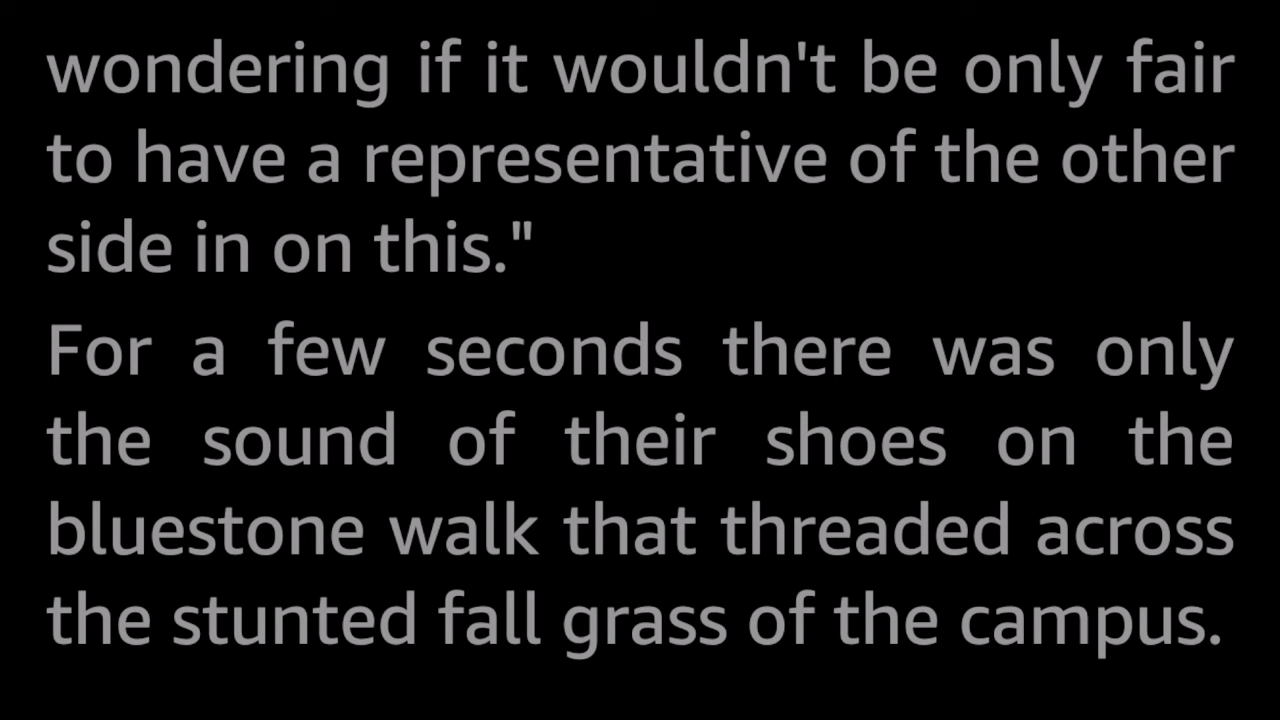 wondering if it wouldn't be only fair
to have a representative of the other
side in on this."
For a few seconds there was only
the sound of their shoes on the
bluestone walk that threaded across
the stunted fall grass of the campus.